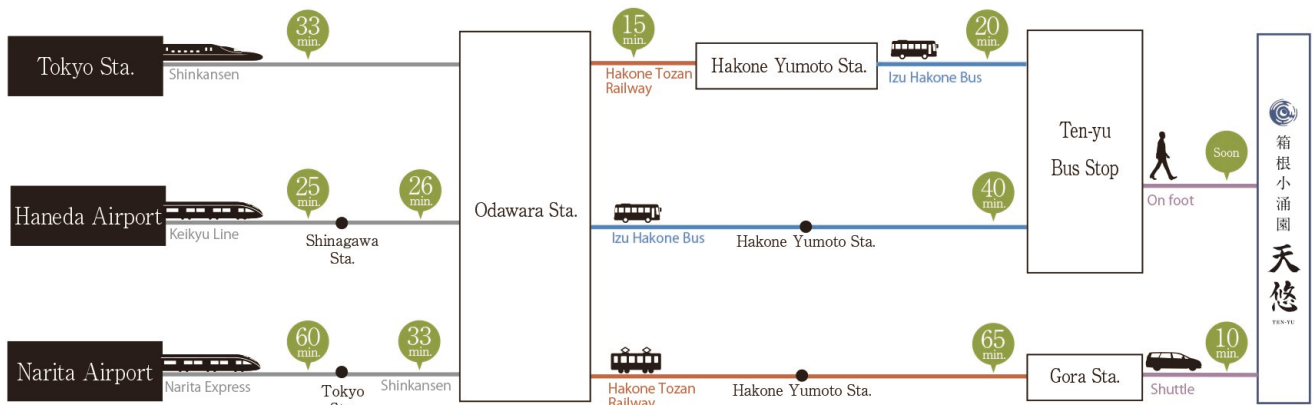 Tokyo Sta.
Shinkansen
33
min.
Haneda Airport
Keikyu Line
25
min.
Shinagawa
Sta.
26
min.
Narita Airport
Narita Express
60
min.
Tokyo
33
min.
Shinkansen
Odawara Sta.
15
min.
Hakone Tozan
Railway
Hakone Yumoto Sta.
20
min.
Izu Hakone Bus
Izu Hakone Bus
Hakone Yumoto Sta.
40
min.
Hakone Tozan
Railway
Hakone Yumoto Sta.
65
min.
Ten-yu
Bus Stop
Gora Sta.
Soon
On foot
10
min.
Shuttle
箱根小涌園
天悠
TEN-YU